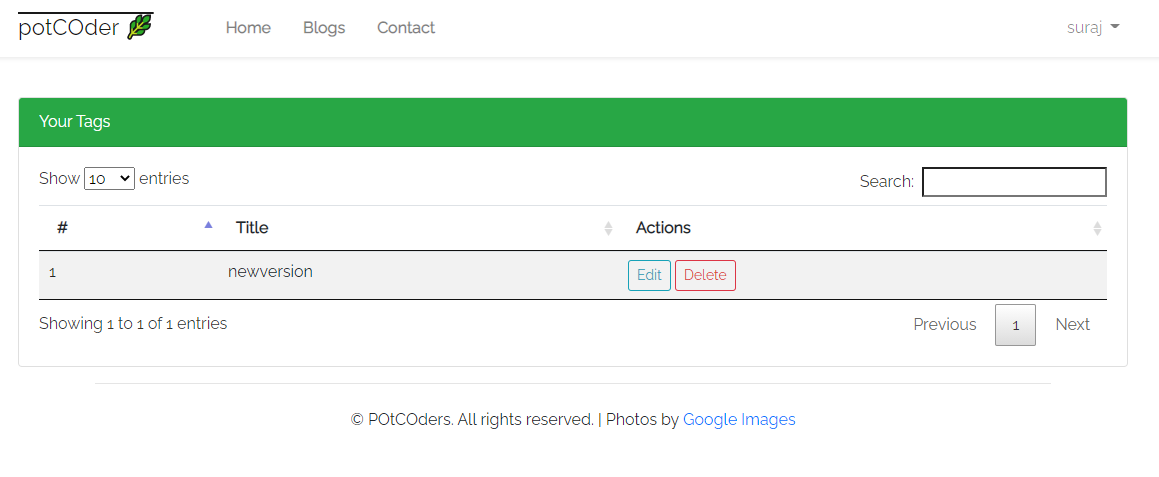 potCOder Home Blogs Contact suraj
Your Tags
Show 10 entries Search:
# Title Actions
1 newversion Edit Delete
Showing 1 to 1 of 1 entries Previous 1 Next
© POtCOders. All rights reserved. | Photos by Google Images